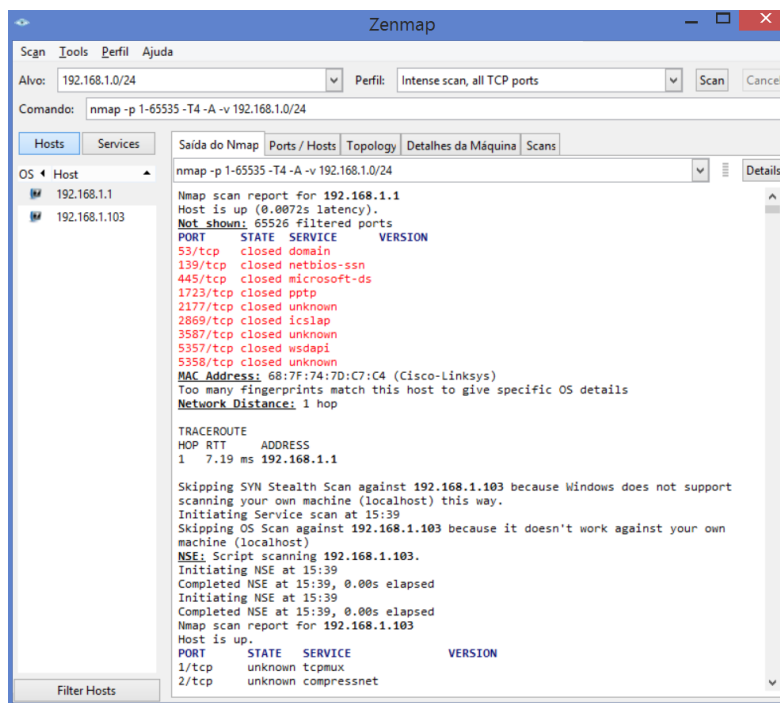 Zenmap
Scan Tools Perfil Ajuda
Alvo: 192.168.1.0/24 Perfil: Intense scan, all TCP ports Scan Cancel
Comando: nmap -p 1-65535 -T4 -A -v 192.168.1.0/24
Hosts Services Saída do Nmap Ports / Hosts Topology Detalhes da Máquina Scans
OS Host nmap -p 1-65535 -T4 -A -v 192.168.1.0/24 Details
192.168.1.1
192.168.1.103
Nmap scan report for 192.168.1.1
Host is up (0.0072s latency).
Not shown: 65526 filtered ports
PORT STATE SERVICE VERSION
53/tcp closed domain
139/tcp closed netbios-ssn
445/tcp closed microsoft-ds
1723/tcp closed pptp
2177/tcp closed unknown
2869/tcp closed icslap
3587/tcp closed unknown
5357/tcp closed wsdapi
5358/tcp closed unknown
MAC Address: 68:7F:74:7D:C7:C4 (Cisco-Linksys)
Too many fingerprints match this host to give specific OS details
Network Distance: 1 hop
TRACEROUTE
HOP RTT ADDRESS
1 7.19 ms 192.168.1.1
Skipping SYN Stealth Scan against 192.168.1.103 because Windows does not support
scanning your own machine (localhost) this way.
Initiating Service scan at 15:39
Skipping OS Scan against 192.168.1.103 because it doesn't work against your own
machine (localhost)
NSE: Script scanning 192.168.1.103.
Initiating NSE at 15:39
Completed NSE at 15:39, 0.00s elapsed
Initiating NSE at 15:39
Completed NSE at 15:39, 0.00s elapsed
Nmap scan report for 192.168.1.103
Host is up.
PORT STATE SERVICE VERSION
1/tcp unknown tcpmux
2/tcp unknown compressnet
Filter Hosts